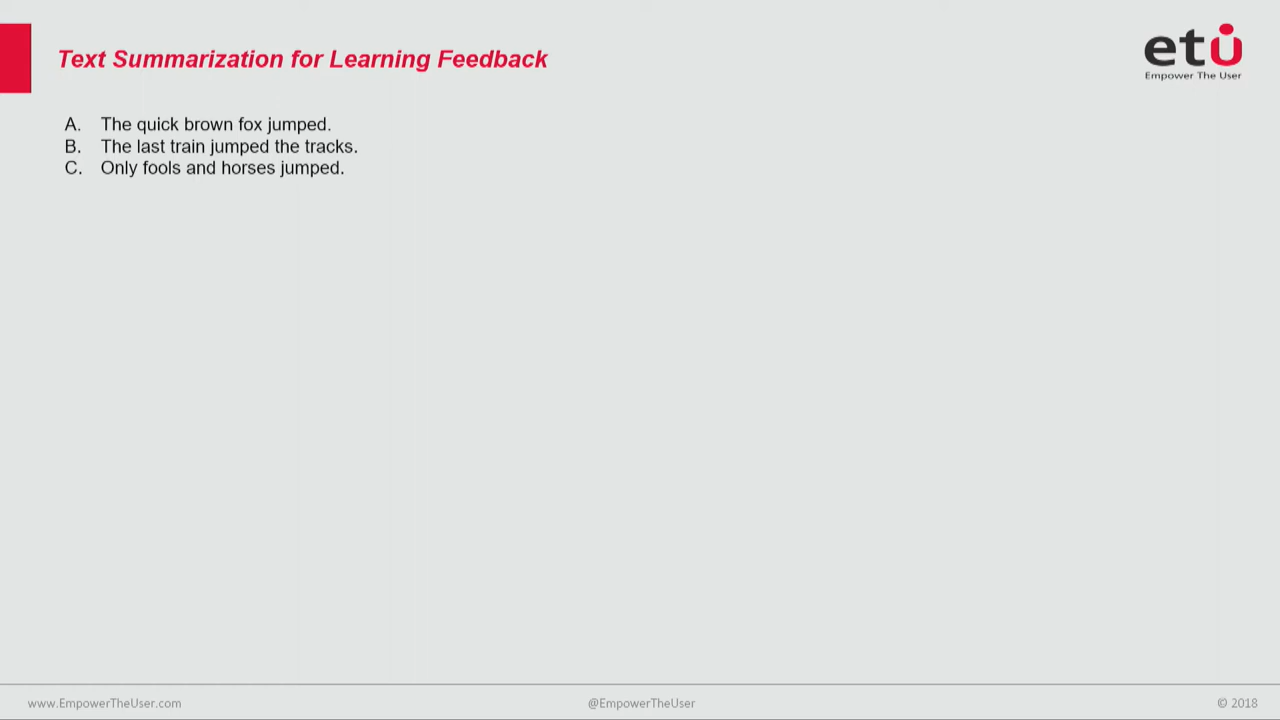 Text Summarization for Learning Feedback
etu
Empower The User
A. The quick brown fox jumped.
B. The last train jumped the tracks.
C. Only fools and horses jumped.
www.EmpowerTheUser.com
@EmpowerTheUser
© 2018